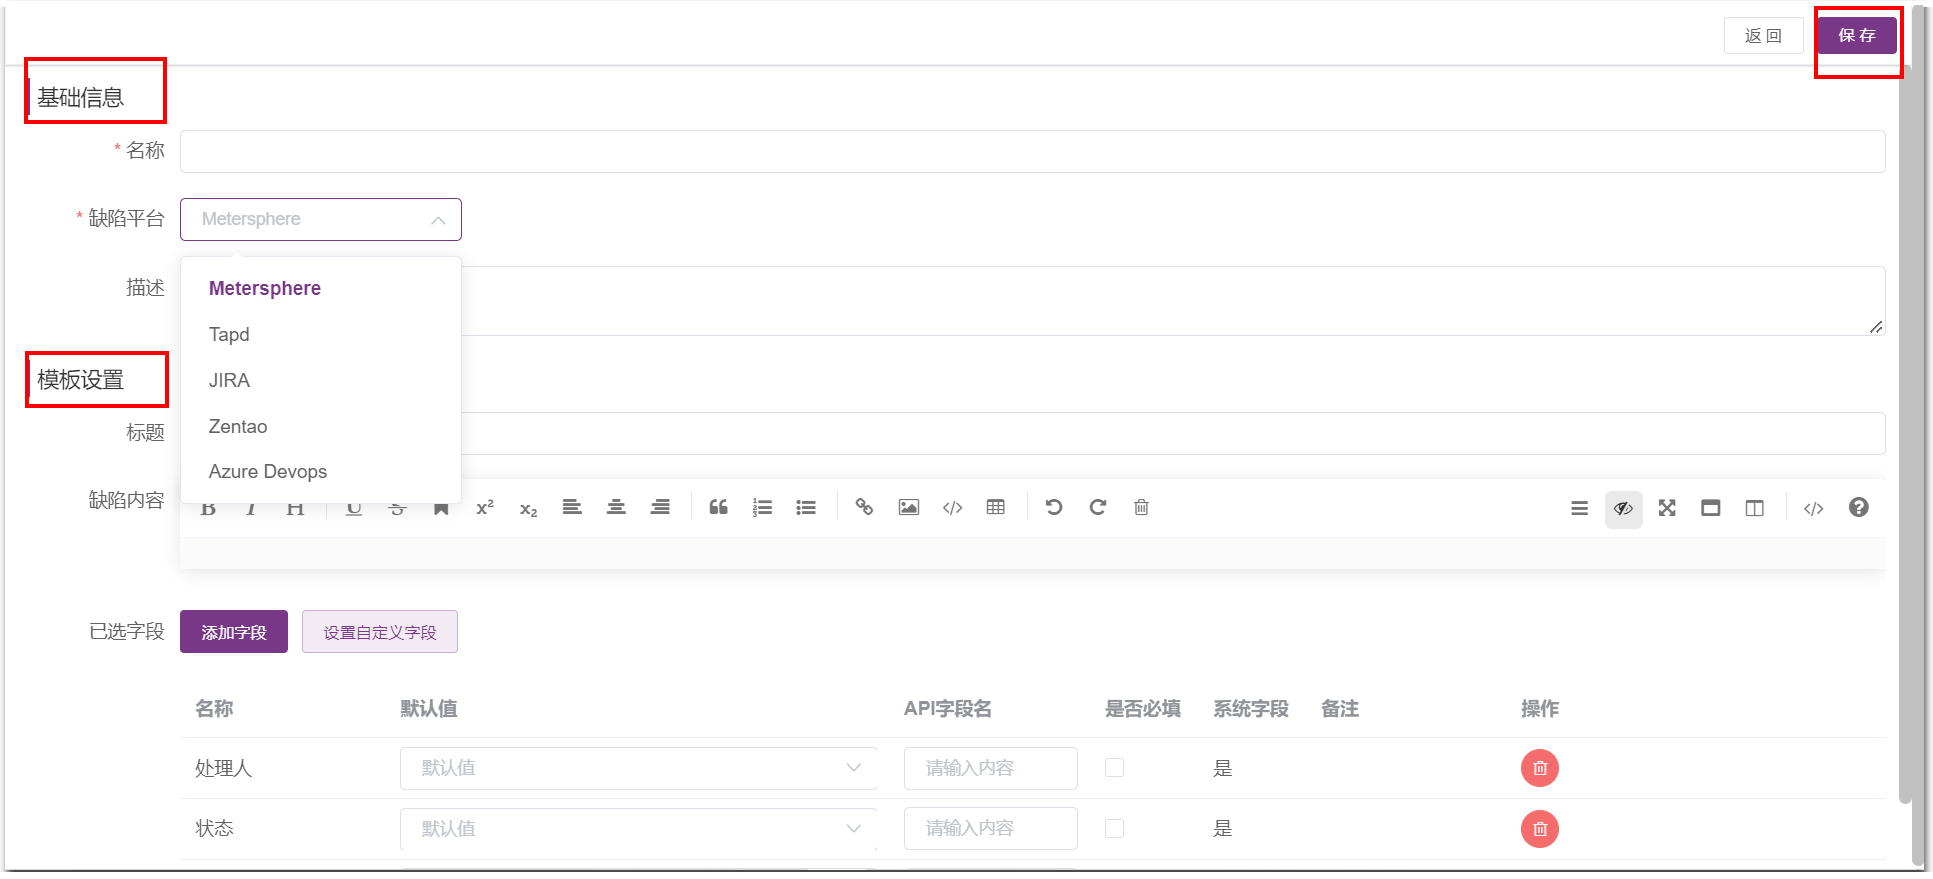 返回 保存
基础信息
* 名称
* 缺陷平台 Metersphere
描述
Metersphere
Tapd
JIRA
Zentao
Azure Devops
模板设置
标题
缺陷内容
B I H U S x² x₂
已选字段 添加字段 设置自定义字段
名称 默认值 API字段名 是否必填 系统字段 备注 操作
处理人 默认值 请输入内容 是
状态 默认值 请输入内容 是